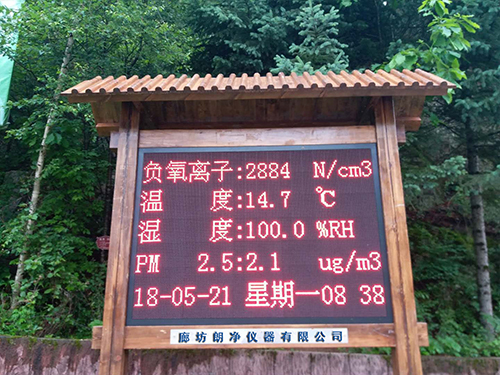 负氧离子:2884 N/cm3
温 度:14.7 ℃
湿 度:100.0 %RH
PM 2.5:2.1 ug/m3
18-05-21 星期一08 38
廊坊朗净仪器有限公司